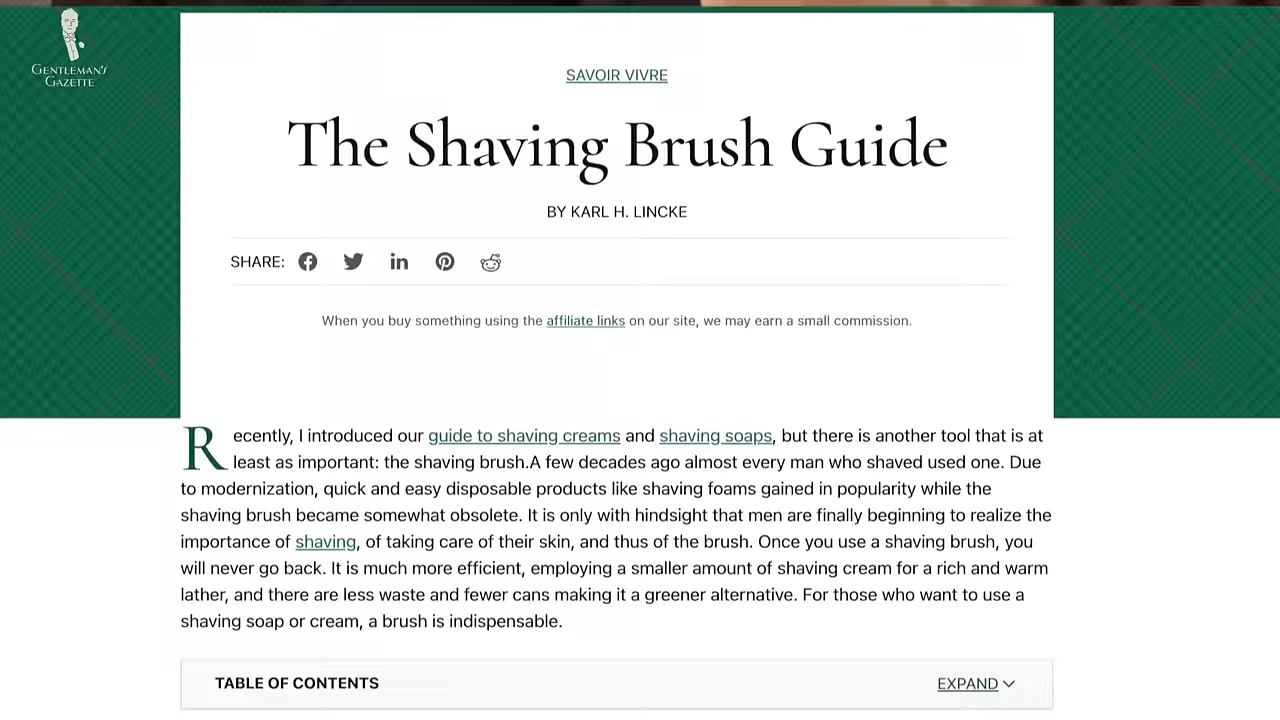 GENTLEMAN'S
GAZETTE
SAVOIR VIVRE
The Shaving Brush Guide
BY KARL H. LINCKE
SHARE:
When you buy something using the affiliate links on our site, we may earn a small commission.
Recently, I introduced our guide to shaving creams and shaving soaps, but there is another tool that is at
least as important: the shaving brush.A few decades ago almost every man who shaved used one. Due
to modernization, quick and easy disposable products like shaving foams gained in popularity while the
shaving brush became somewhat obsolete. It is only with hindsight that men are finally beginning to realize the
importance of shaving, of taking care of their skin, and thus of the brush. Once you use a shaving brush, you
will never go back. It is much more efficient, employing a smaller amount of shaving cream for a rich and warm
lather, and there are less waste and fewer cans making it a greener alternative. For those who want to use a
shaving soap or cream, a brush is indispensable.
TABLE OF CONTENTS EXPAND